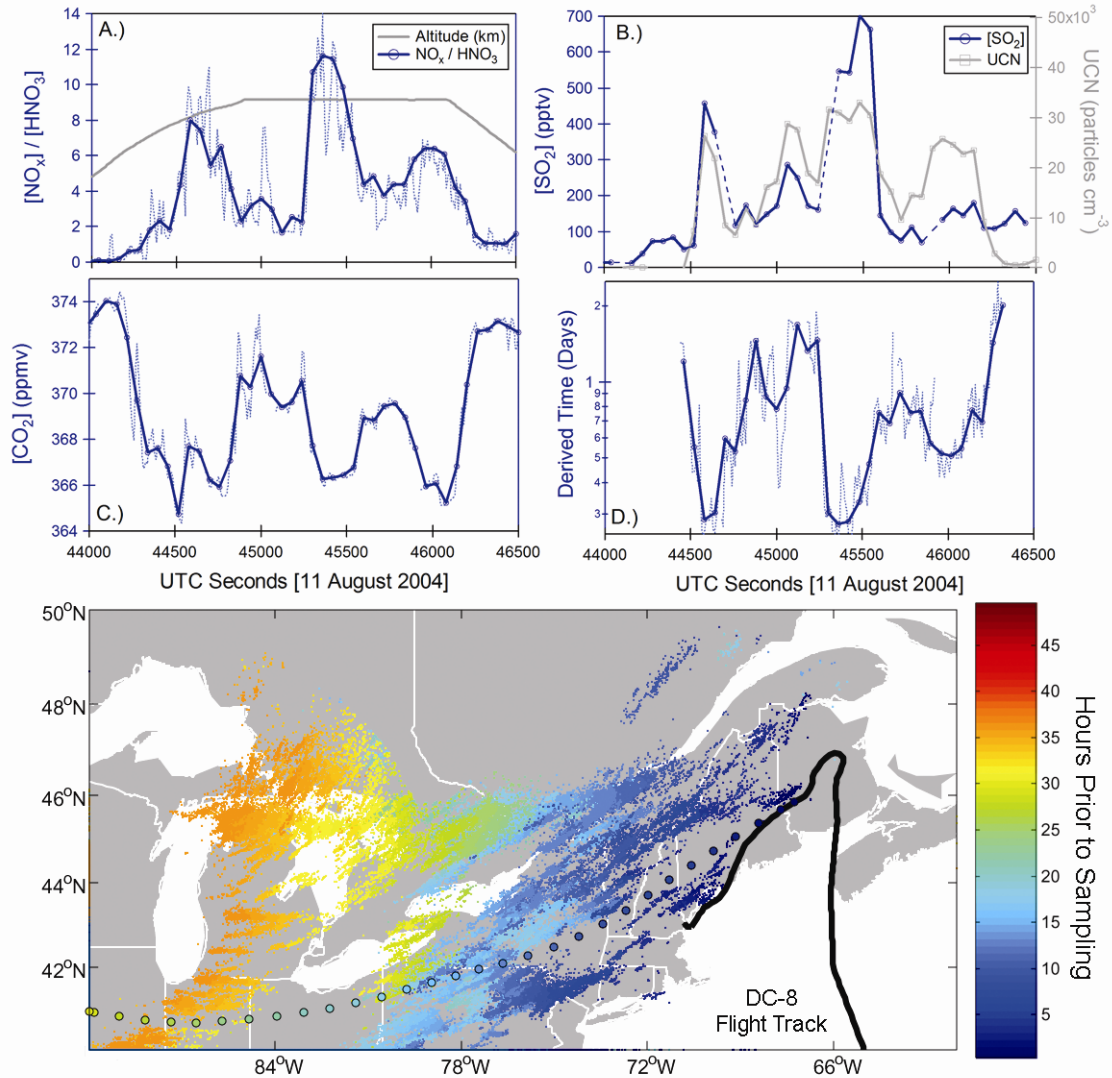 A.)
Altitude (km)
NOx / HNO3
[NOx] / [HNO3]
14
12
10
8
6
4
2
0
B.)
[SO2]
UCN
[SO2] (pptv)
700
600
500
400
300
200
100
0
50x10³
40
30
20
10
0
UCN (particles cm-3)
C.)
[CO2] (ppmv)
374
372
370
368
366
364
44000 44500 45000 45500 46000 46500
UTC Seconds [11 August 2004]
D.)
Derived Time (Days)
2
1
9
8
7
6
5
4
3
44000 44500 45000 45500 46000 46500
UTC Seconds [11 August 2004]
50°N
48°N
46°N
44°N
42°N
84°W 78°W 72°W 66°W
DC-8
Flight Track
45
40
35
30
25
20
15
10
5
Hours Prior to Sampling